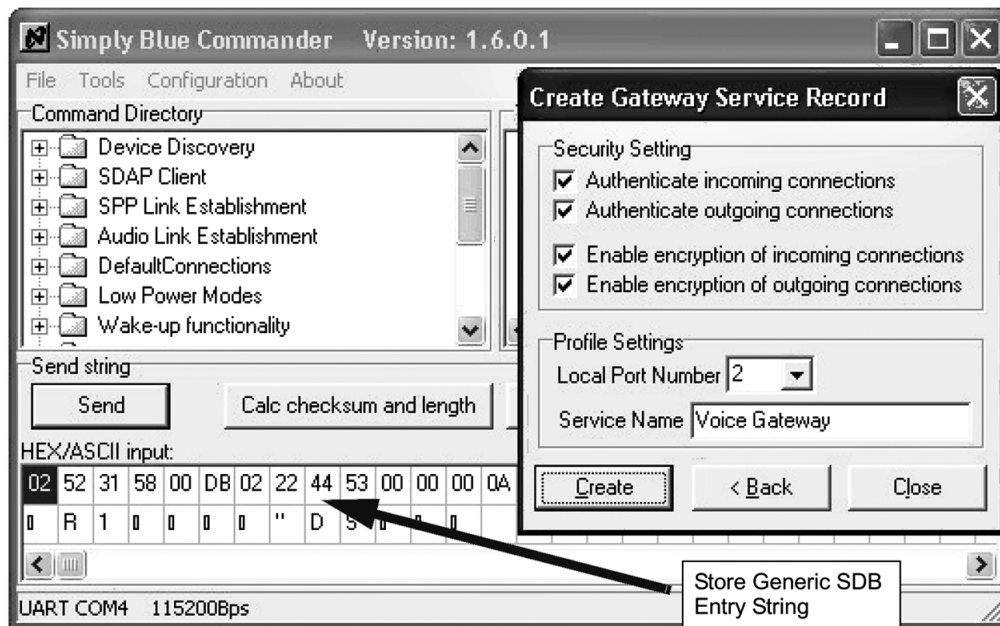 Simply Blue Commander Version: 1.6.0.1
File Tools Configuration About
Command Directory
Device Discovery
SDAP Client
SPP Link Establishment
Audio Link Establishment
DefaultConnections
Low Power Modes
Wake-up functionality
Send string
Send
Calc checksum and length
HEX/ASCII input:
02 52 31 58 00 DB 02 22 44 53 00 00 00 0A
R 1 " D S
UART COM4 115200Bps
Create Gateway Service Record
Security Setting
Authenticate incoming connections
Authenticate outgoing connections
Enable encryption of incoming connections
Enable encryption of outgoing connections
Profile Settings
Local Port Number 2
Service Name Voice Gateway
Create
< Back
Close
Store Generic SDB
Entry String